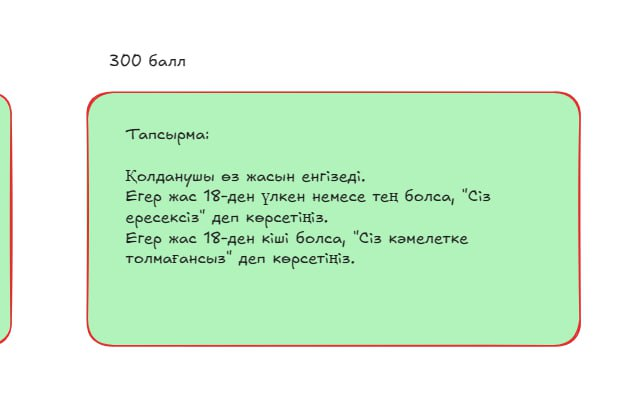 300 балл
Тапсырма:
Қолданушы өз жасын енгізеді.
Егер жас 18-ден үлкен немесе тең болса, "Сіз
ересексіз" деп көрсетіңіз.
Егер жас 18-ден кіші болса, "Сіз кәмелетке
толмағансыз" деп көрсетіңіз.